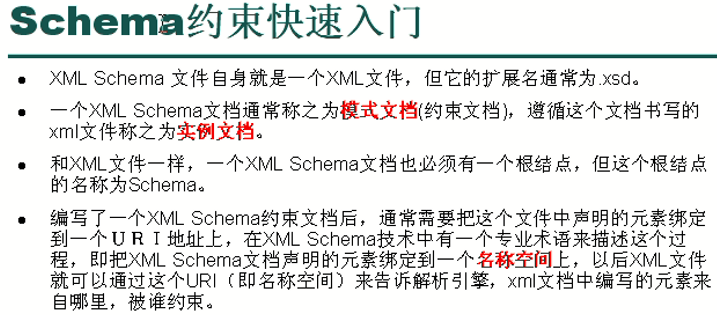 Schema约束快速入门
● XML Schema 文件自身就是一个XML文件，但它的扩展名通常为.xsd。
● 一个XML Schema文档通常称之为模式文档(约束文档)，遵循这个文档书写的
xml文件称之为实例文档。
● 和XML文件一样，一个XML Schema文档也必须有一个根结点，但这个根结点
的名称为Schema。
● 编写了一个XML Schema约束文档后，通常需要把这个文件中声明的元素绑定
到一个ＵＲＩ地址上，在XML Schema技术中有一个专业术语来描述这个过
程，即把XML Schema文档声明的元素绑定到一个名称空间上，以后XML文件
就可以通过这个URI（即名称空间）来告诉解析引擎，xml文档中编写的元素来
自哪里，被谁约束。